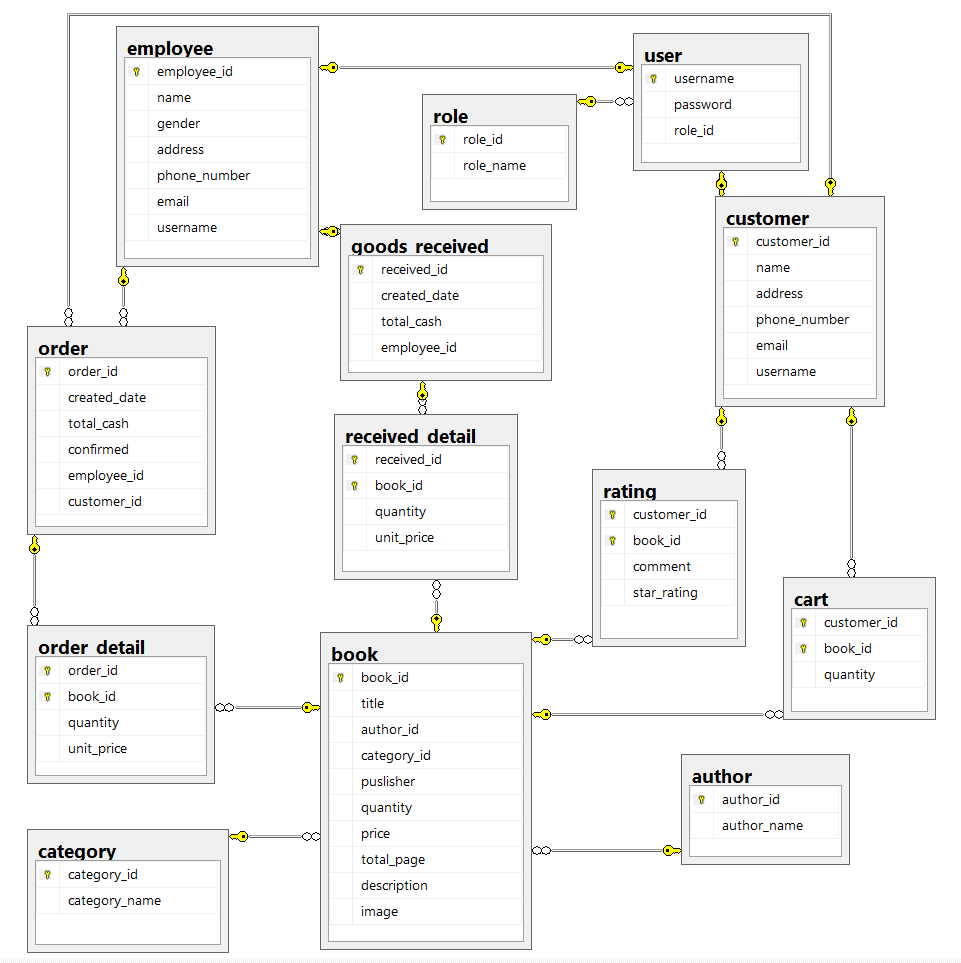 employee
employee_id
name
gender
address
phone_number
email
username
user
username
password
role_id
role
role_id
role_name
customer
customer_id
name
address
phone_number
email
username
goods_received
received_id
created_date
total_cash
employee_id
order
order_id
created_date
total_cash
confirmed
employee_id
customer_id
received_detail
received_id
book_id
quantity
unit_price
rating
customer_id
book_id
comment
star_rating
cart
customer_id
book_id
quantity
order_detail
order_id
book_id
quantity
unit_price
book
book_id
title
author_id
category_id
puslisher
quantity
price
total_page
description
image
author
author_id
author_name
category
category_id
category_name